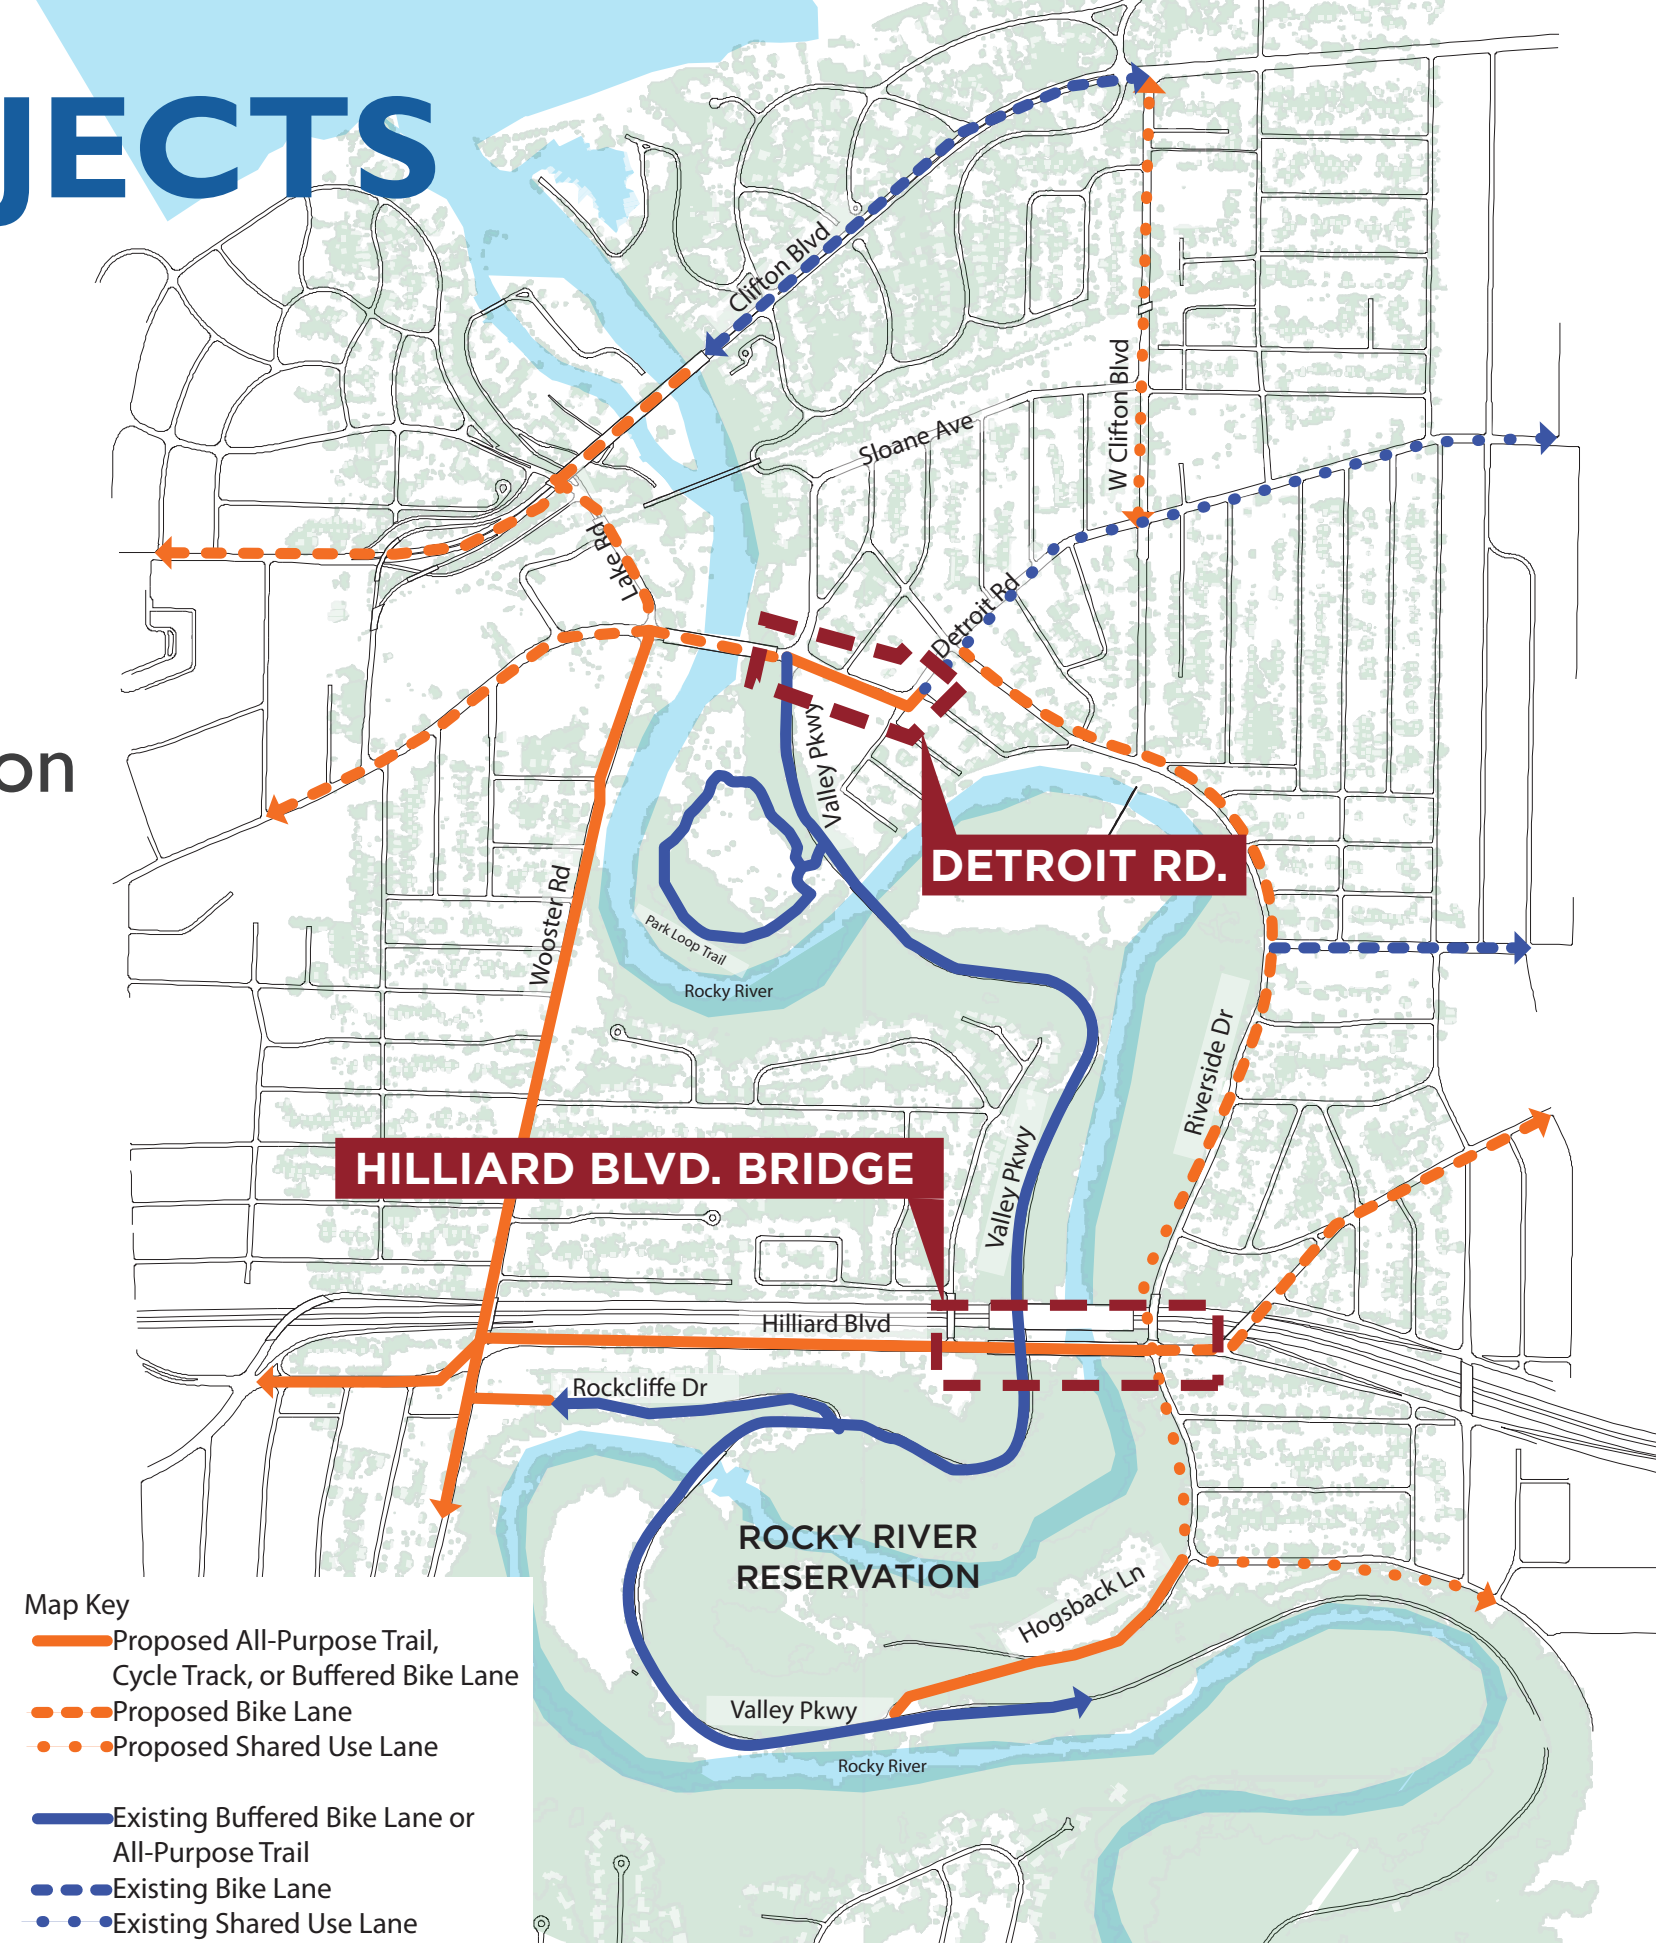 JECTS
on
Clifton Blvd
W Clifton Blvd
Sloane Ave
Lake Rd
Detroit Rd
Valley Pkwy
DETROIT RD.
Wooster Rd
Park Loop Trail
Rocky River
Riverside Dr
HILLIARD BLVD. BRIDGE
Valley Pkwy
Hilliard Blvd
Rockcliffe Dr
ROCKY RIVER
RESERVATION
Hogsback Ln
Valley Pkwy
Rocky River
Map Key
Proposed All-Purpose Trail,
Cycle Track, or Buffered Bike Lane
Proposed Bike Lane
Proposed Shared Use Lane
Existing Buffered Bike Lane or
All-Purpose Trail
Existing Bike Lane
Existing Shared Use Lane